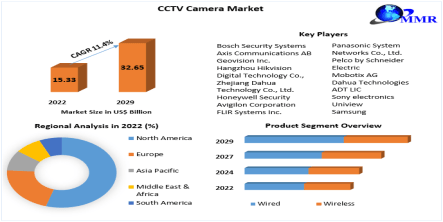 CCTV Camera Market
MMR
CAGR 11.4%
15.33
32.65
2022
2029
Market Size in US$ Billion
Key Players
Bosch Security Systems
Axis Communications AB
Geovision Inc.
Hangzhou Hikvision
Digital Technology Co.,
Zhejiang Dahua
Technology Co., Ltd.
Honeywell Security
Avigilon Corporation
FLIR Systems Inc.
Panasonic System
Networks Co., Ltd.
Pelco by Schneider
Electric
Mobotix AG
Dahua Technologies
ADT LIC
Sony electronics
Uniview
Samsung
Regional Analysis in 2022 (%)
North America
Europe
Asia Pacific
Middle East &
Africa
South America
Product Segment Overview
2029
2027
2024
2022
Wired
Wireless